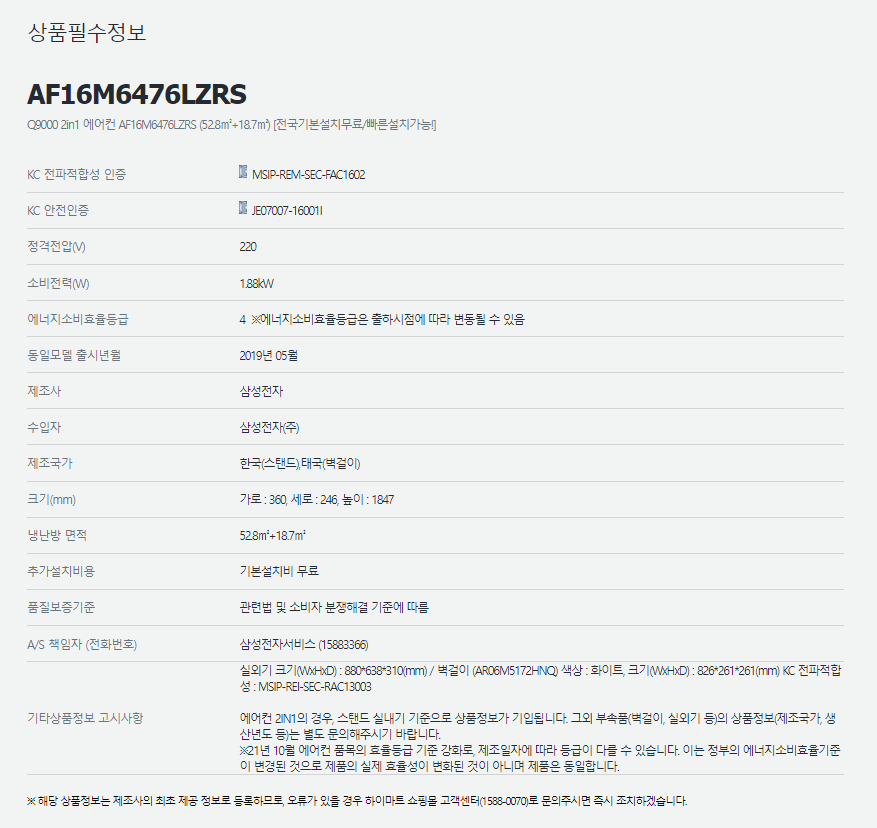 상품필수정보
AF16M6476LZRS
Q9000 2in1 에어컨 AF16M6476LZRS (52.8㎡+18.7㎡) [전국기본설치무료/빠른설치가능!]
KC 전파적합성 인증 MSIP-REM-SEC-FAC1602
KC 안전인증 JE07007-16001I
정격전압(V) 220
소비전력(W) 1.88kW
에너지소비효율등급 4 ※에너지소비효율등급은 출하시점에 따라 변동될 수 있음
동일모델 출시년월 2019년 05월
제조사 삼성전자
수입자 삼성전자(주)
제조국가 한국(스탠드),태국(벽걸이)
크기(mm) 가로 : 360, 세로 : 246, 높이 : 1847
냉난방 면적 52.8㎡+18.7㎡
추가설치비용 기본설치비 무료
품질보증기준 관련법 및 소비자 분쟁해결 기준에 따름
A/S 책임자 (전화번호) 삼성전자서비스 (15883366)
실외기 크기(WxHxD) : 880*638*310(mm) / 벽걸이 (AR06M5172HNQ) 색상 : 화이트, 크기(WxHxD) : 826*261*261(mm) KC 전파적합
성 : MSIP-REI-SEC-RAC13003
기타상품정보 고시사항 에어컨 2IN1의 경우, 스탠드 실내기 기준으로 상품정보가 기입됩니다. 그외 부속품(벽걸이, 실외기 등)의 상품정보(제조국가, 생
산년도 등)는 별도 문의해주시기 바랍니다.
※21년 10월 에어컨 품목의 효율등급 기준 강화로, 제조일자에 따라 등급이 다를 수 있습니다. 이는 정부의 에너지소비효율기준
이 변경된 것으로 제품의 실제 효율성이 변화된 것이 아니며 제품은 동일합니다.
※ 해당 상품정보는 제조사의 최초 제공 정보로 등록하므로, 오류가 있을 경우 하이마트 쇼핑몰 고객센터(1588-0070)로 문의주시면 즉시 조치하겠습니다.